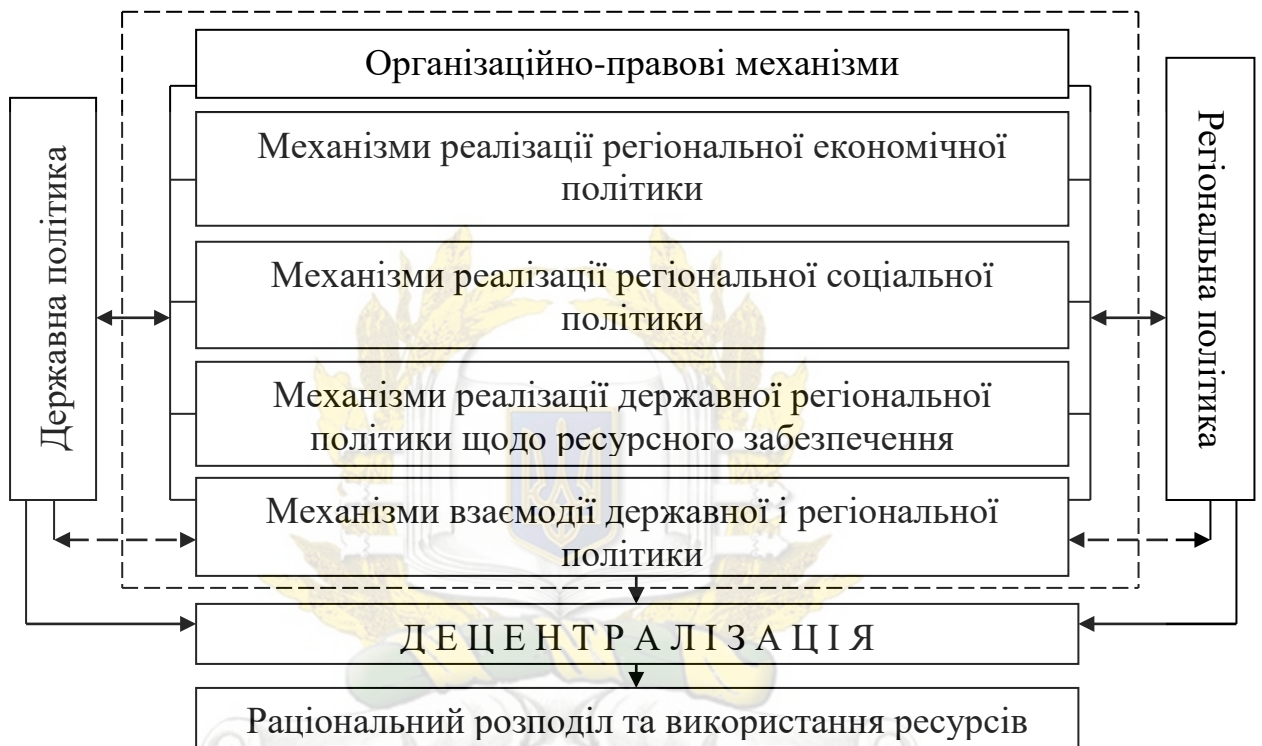 Організаційно-правові механізми
Державна політика
Механізми реалізації регіональної економічної
політики
Механізми реалізації регіональної соціальної
політики
Механізми реалізації державної регіональної
політики щодо ресурсного забезпечення
Механізми взаємодії державної і регіональної
політики
Регіональна політика
Д Е Ц Е Н Т Р А Л І З А Ц І Я
Раціональний розподіл та використання ресурсів